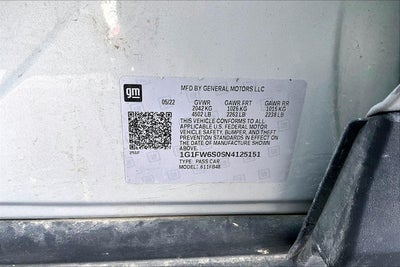 gm
MFD BY GENERAL MOTORS LLC
05/22 GVWR GAWR FRT GAWR RR
2042 KG 1026 KG 1015 KG
4502 LB 2262 LB 2238 LB
THIS VEHICLE CONFORMS TO ALL
APPLICABLE U.S. FEDERAL MOTOR
VEHICLE SAFETY, BUMPER, AND THEFT
PREVENTION STANDARDS IN EFFECT ON THE
DATE OF MANUFACTURE SHOWN ABOVE.
1G1FW6S0SN4125151
TYPE: PASS CAR
MODEL: 611FB48